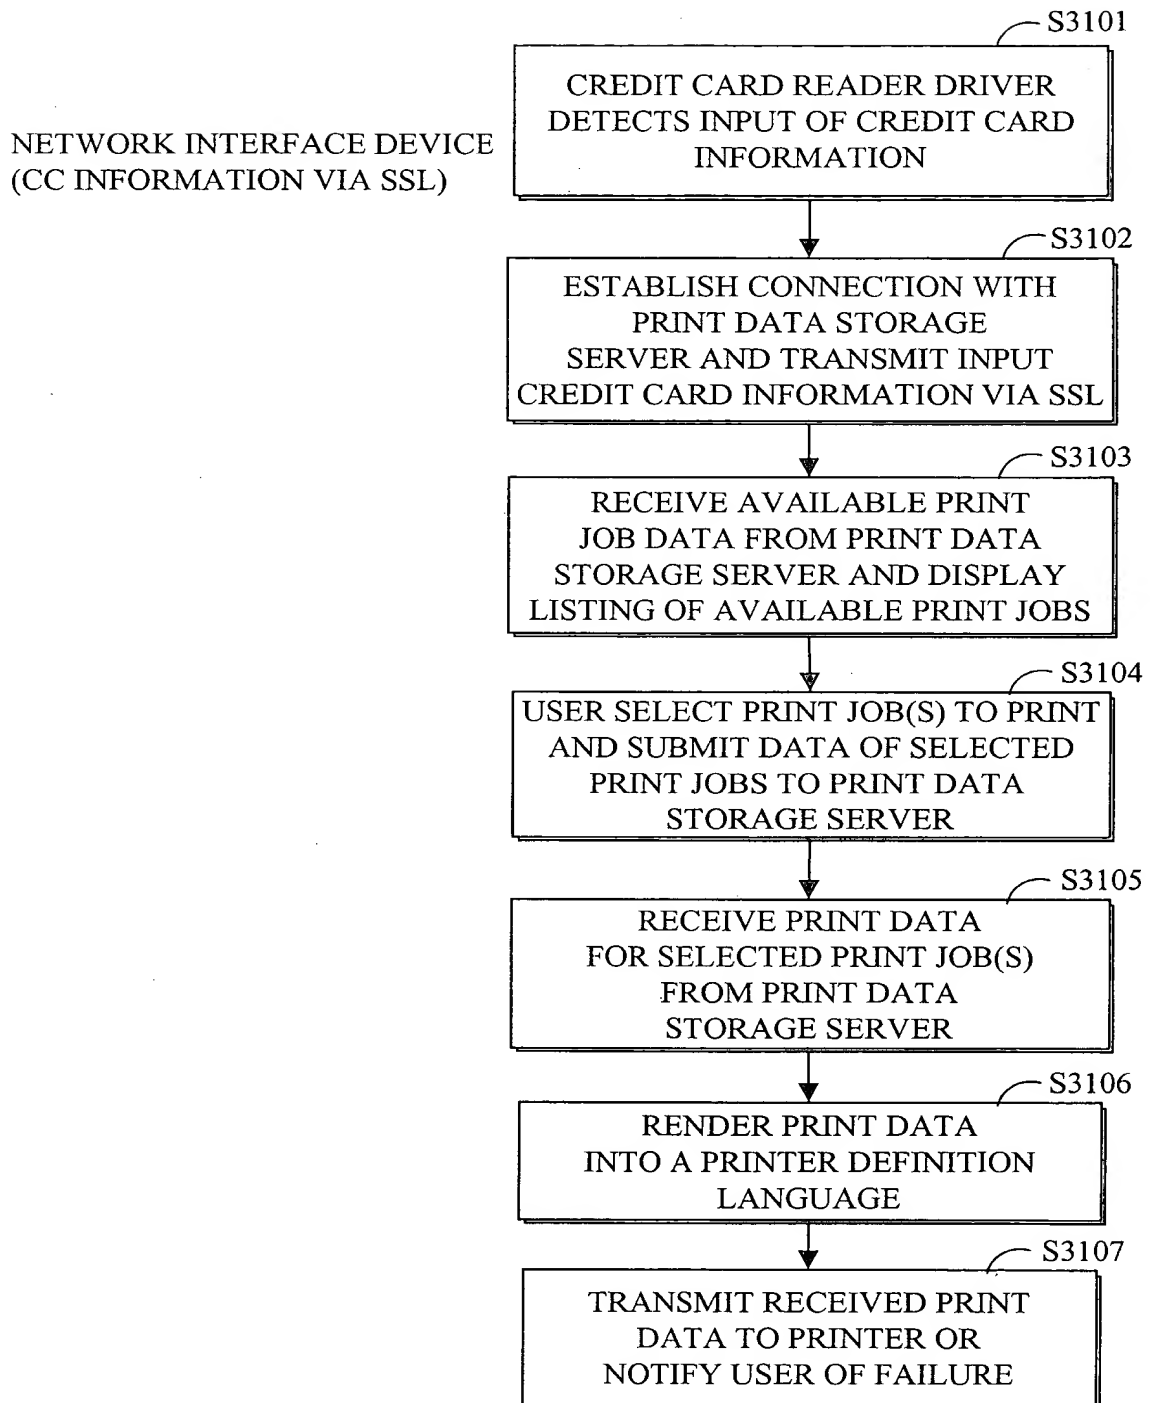 S3101
CREDIT CARD READER DRIVER
DETECTS INPUT OF CREDIT CARD
INFORMATION
NETWORK INTERFACE DEVICE
(CC INFORMATION VIA SSL)
S3102
ESTABLISH CONNECTION WITH
PRINT DATA STORAGE
SERVER AND TRANSMIT INPUT
CREDIT CARD INFORMATION VIA SSL
S3103
RECEIVE AVAILABLE PRINT
JOB DATA FROM PRINT DATA
STORAGE SERVER AND DISPLAY
LISTING OF AVAILABLE PRINT JOBS
S3104
USER SELECT PRINT JOB(S) TO PRINT
AND SUBMIT DATA OF SELECTED
PRINT JOBS TO PRINT DATA
STORAGE SERVER
S3105
RECEIVE PRINT DATA
FOR SELECTED PRINT JOB(S)
FROM PRINT DATA
STORAGE SERVER
S3106
RENDER PRINT DATA
INTO A PRINTER DEFINITION
LANGUAGE
S3107
TRANSMIT RECEIVED PRINT
DATA TO PRINTER OR
NOTIFY USER OF FAILURE